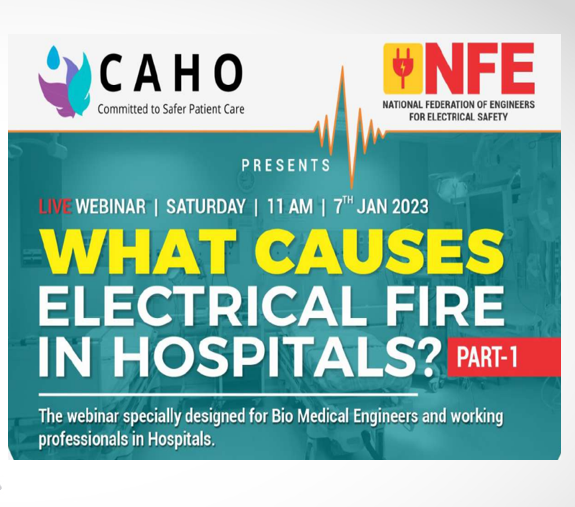 CAHO
Committed to Safer Patient Care
NFE
NATIONAL FEDERATION OF ENGINEERS
FOR ELECTRICAL SAFETY
PRESENTS
LIVE WEBINAR | SATURDAY | 11 AM | 7TH JAN 2023
WHAT CAUSES
ELECTRICAL FIRE
IN HOSPITALS? PART-1
The webinar specially designed for Bio Medical Engineers and working
professionals in Hospitals.